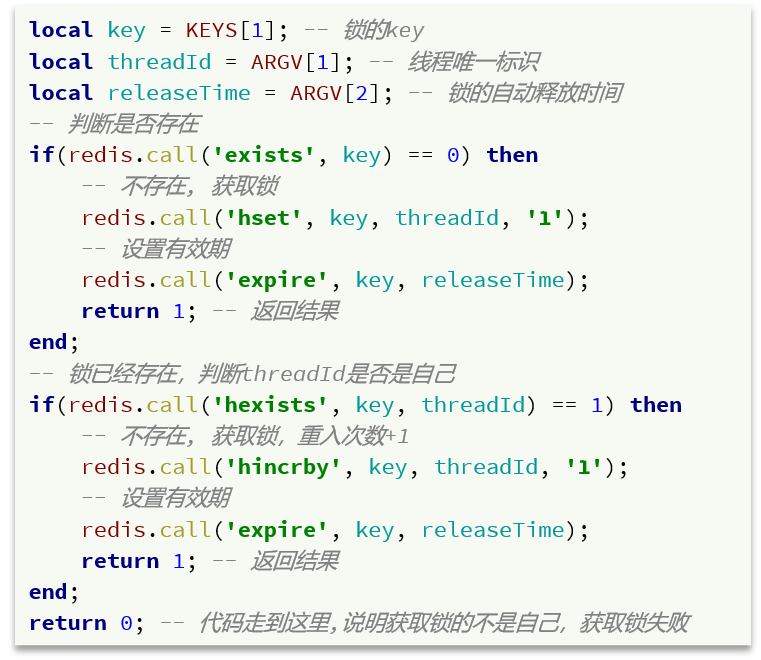 local key = KEYS[1]; -- 锁的key
local threadId = ARGV[1]; -- 线程唯一标识
local releaseTime = ARGV[2]; -- 锁的自动释放时间
-- 判断是否存在
if(redis.call('exists', key) == 0) then
    -- 不存在, 获取锁
    redis.call('hset', key, threadId, '1');
    -- 设置有效期
    redis.call('expire', key, releaseTime);
    return 1; -- 返回结果
end;
-- 锁已经存在，判断threadId是否是自己
if(redis.call('hexists', key, threadId) == 1) then
    -- 不存在, 获取锁，重入次数+1
    redis.call('hincrby', key, threadId, '1');
    -- 设置有效期
    redis.call('expire', key, releaseTime);
    return 1; -- 返回结果
end;
return 0; -- 代码走到这里,说明获取锁的不是自己，获取锁失败